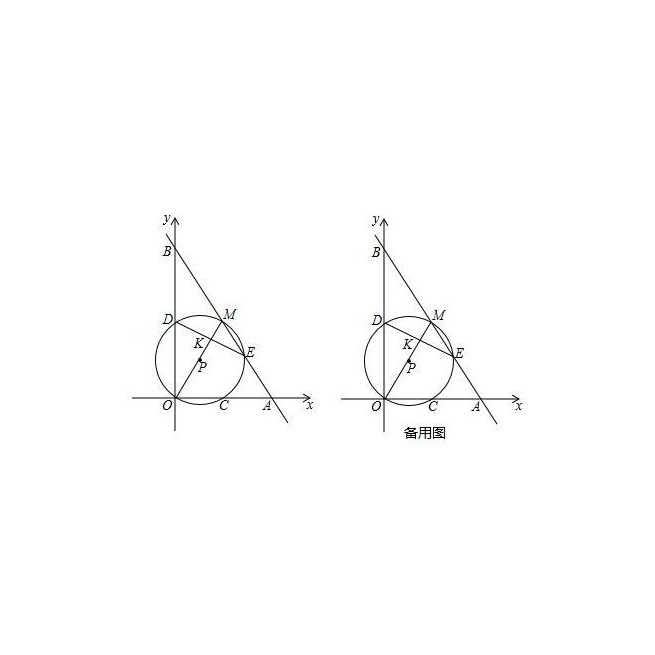 y y
B B
D M D M
K E K E
P P
O C A x O C A x
备用图